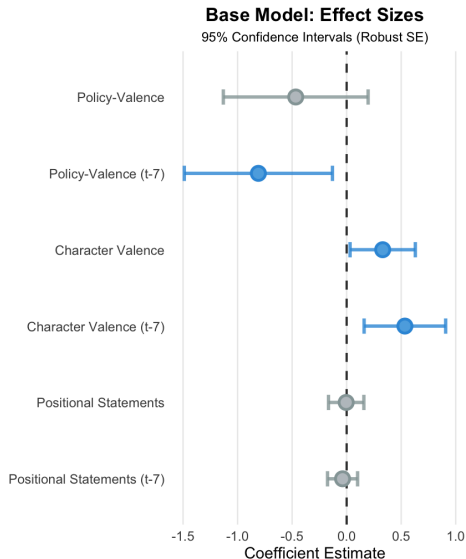 Base Model: Effect Sizes
95% Confidence Intervals (Robust SE)
Policy-Valence
Policy-Valence (t-7)
Character Valence
Character Valence (t-7)
Positional Statements
Positional Statements (t-7)
-1.5 -1.0 -0.5 0.0 0.5 1.0
Coefficient Estimate